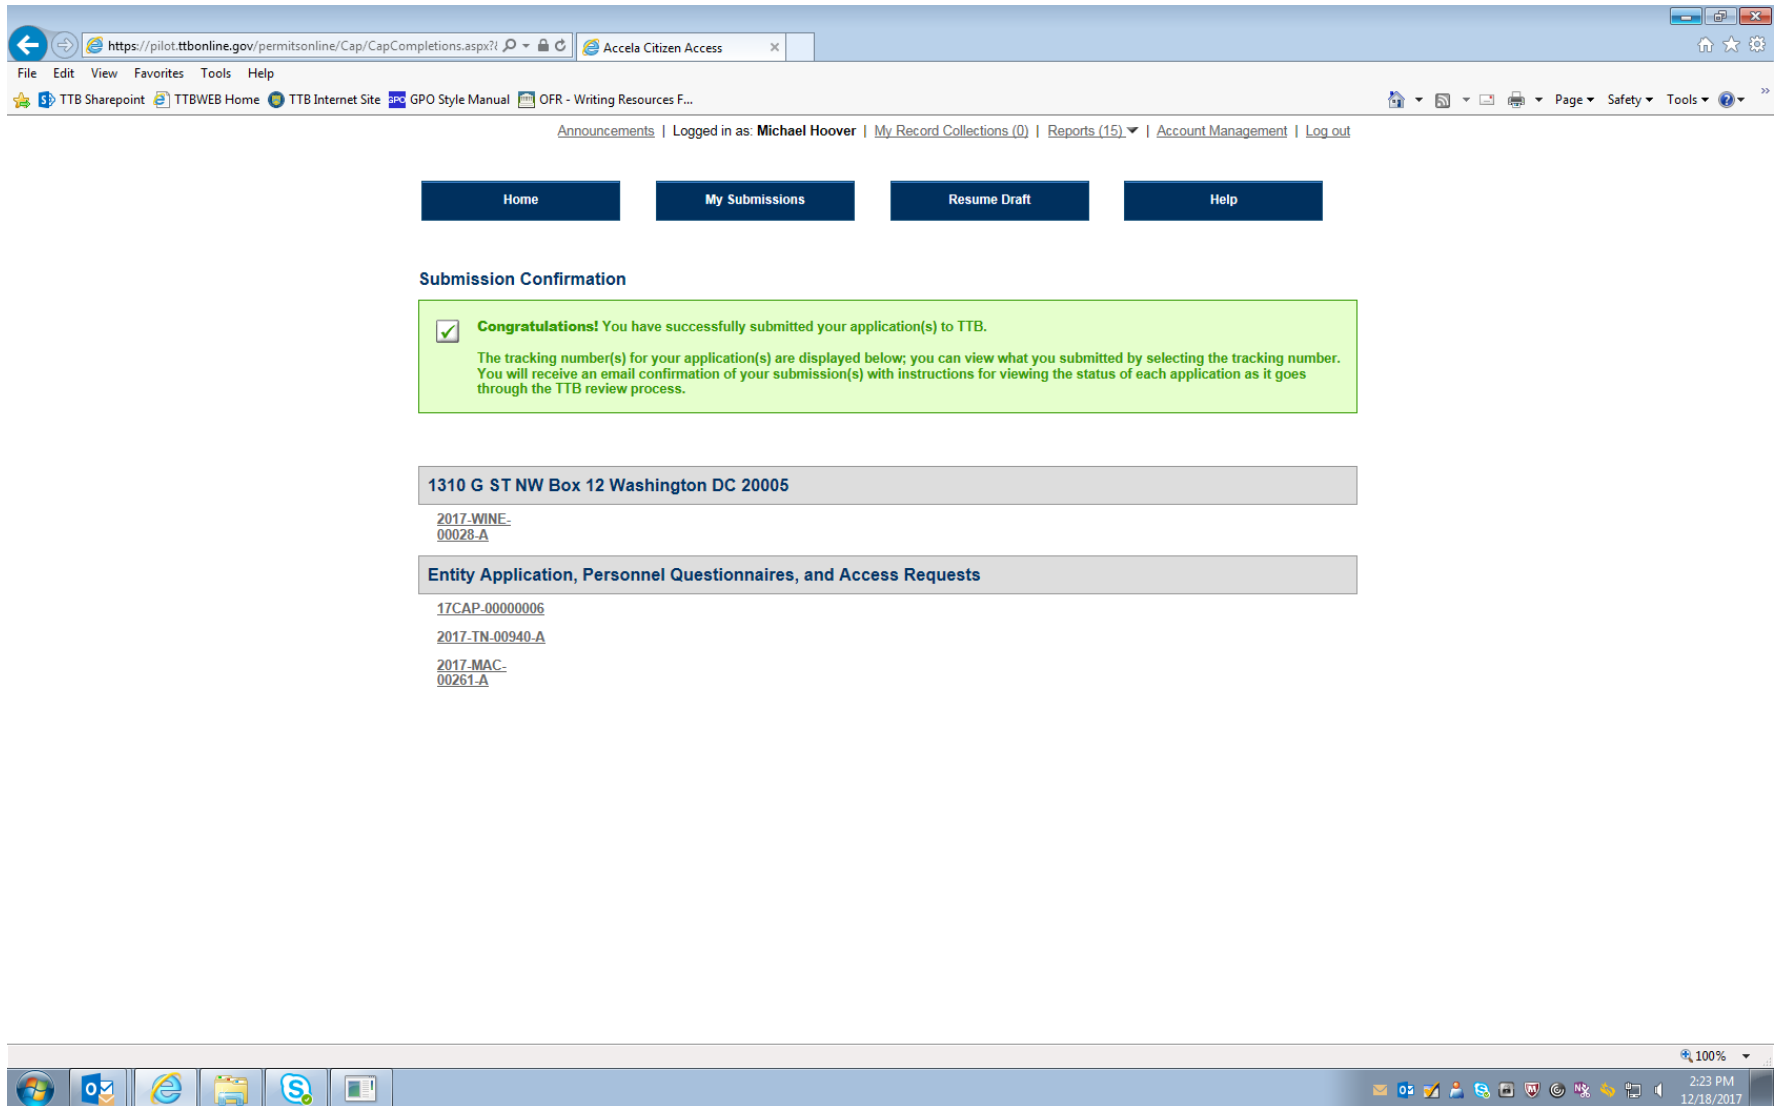 https://pilot.ttbonline.gov/permitsonline/Cap/CapCompletions.aspx?
Accela Citizen Access
File Edit View Favorites Tools Help
TTB Sharepoint TTBWEB Home TTB Internet Site GPO GPO Style Manual OFR - Writing Resources F...
Page Safety Tools
Announcements | Logged in as: Michael Hoover | My Record Collections (0) | Reports (15) | Account Management | Log out
Home My Submissions Resume Draft Help
Submission Confirmation
Congratulations! You have successfully submitted your application(s) to TTB.
The tracking number(s) for your application(s) are displayed below; you can view what you submitted by selecting the tracking number.
You will receive an email confirmation of your submission(s) with instructions for viewing the status of each application as it goes
through the TTB review process.
1310 G ST NW Box 12 Washington DC 20005
2017-WINE-
00028-A
Entity Application, Personnel Questionnaires, and Access Requests
17CAP-00000006
2017-TN-00940-A
2017-MAC-
00261-A
100%
2:23 PM
12/18/2017